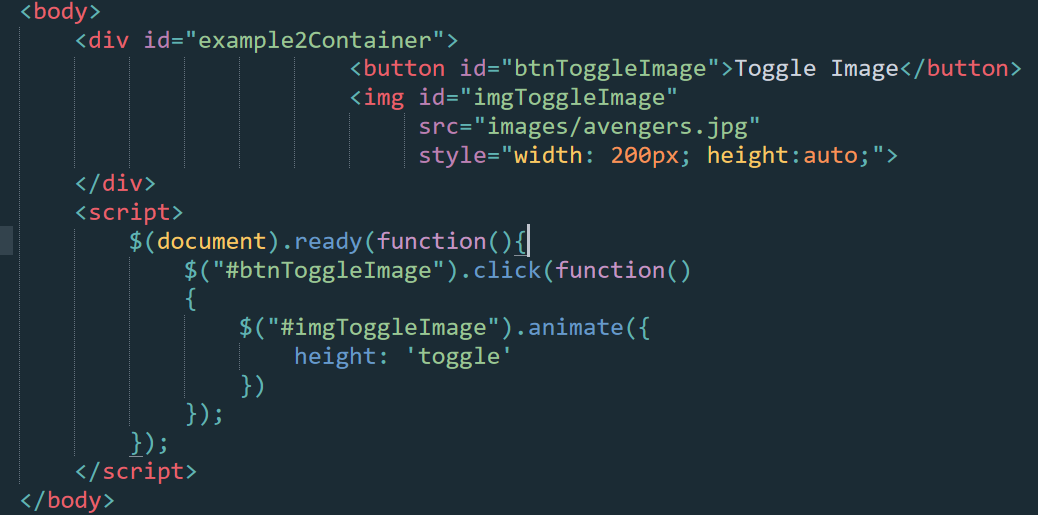 <body>
<div id="example2Container">
<button id="btnToggleImage">Toggle Image</button>
<img id="imgToggleImage"
src="images/avengers.jpg"
style="width: 200px; height:auto;">
</div>
<script>
$(document).ready(function(){
$("#btnToggleImage").click(function()
{
$("#imgToggleImage").animate({
height: 'toggle'
})
});
});
</script>
</body>